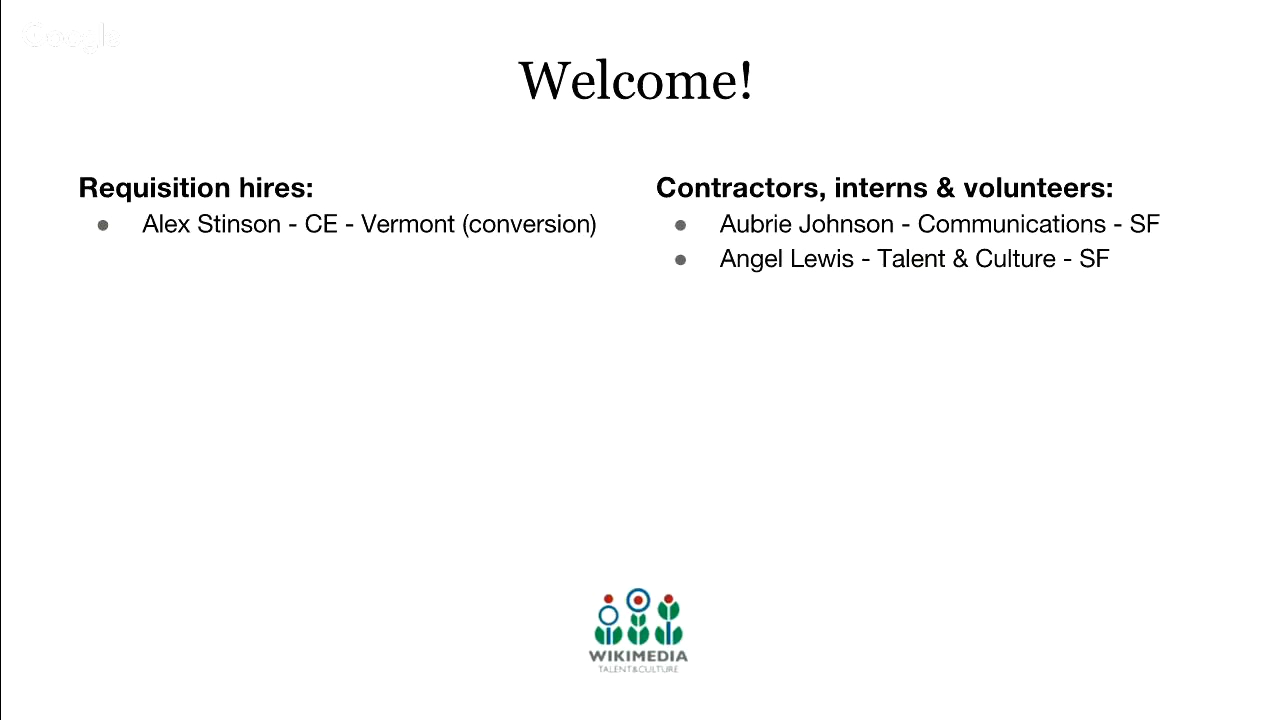 Google
Welcome!
Requisition hires:
● Alex Stinson - CE - Vermont (conversion)
Contractors, interns & volunteers:
● Aubrie Johnson - Communications - SF
● Angel Lewis - Talent & Culture - SF
WIKIMEDIA
TALENT&CULTURE